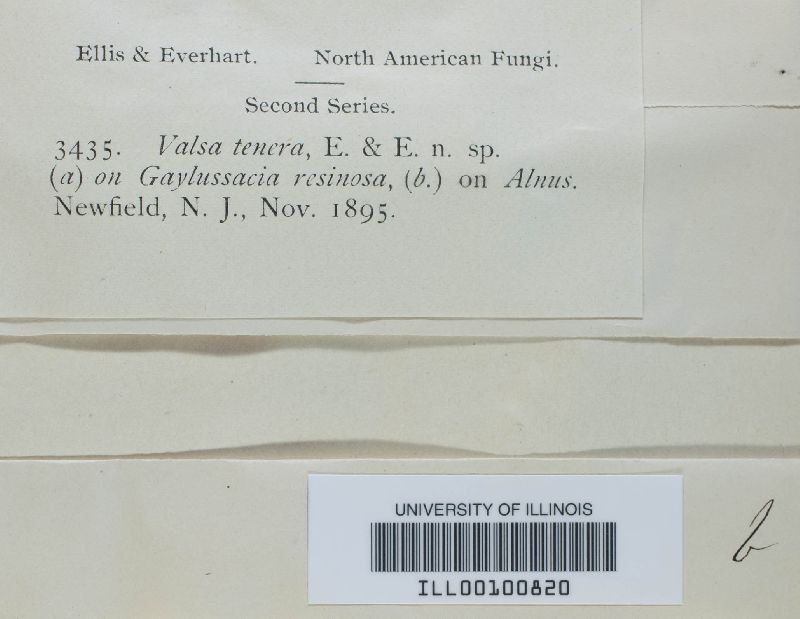 Ellis & Everhart. North American Fungi.
Second Series.
3435. Valsa tenera, E. & E. n. sp.
(a) on Gaylussacia resinosa, (b.) on Alnus.
Newfield, N. J., Nov. 1895.
UNIVERSITY OF ILLINOIS
ILL00100820
b